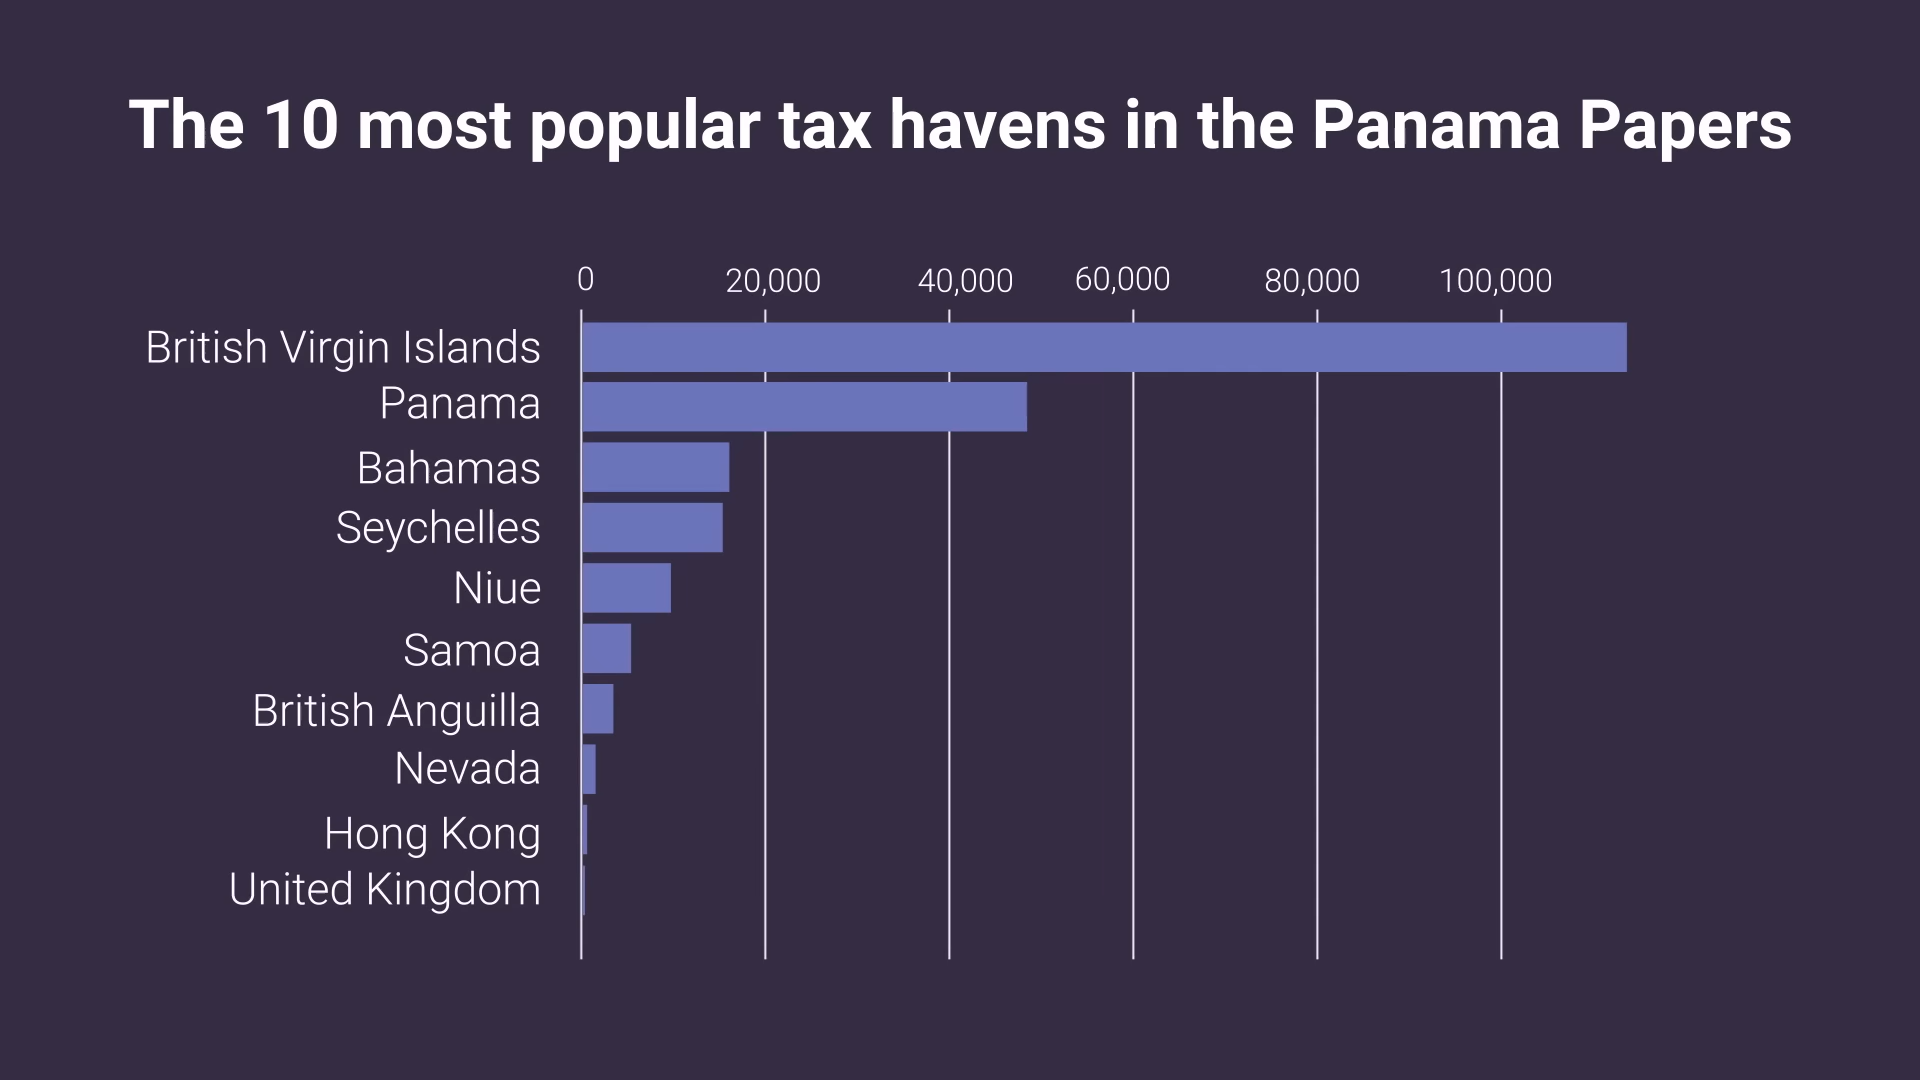 The 10 most popular tax havens in the Panama Papers
0 20,000 40,000 60,000 80,000 100,000
British Virgin Islands
Panama
Bahamas
Seychelles
Niue
Samoa
British Anguilla
Nevada
Hong Kong
United Kingdom